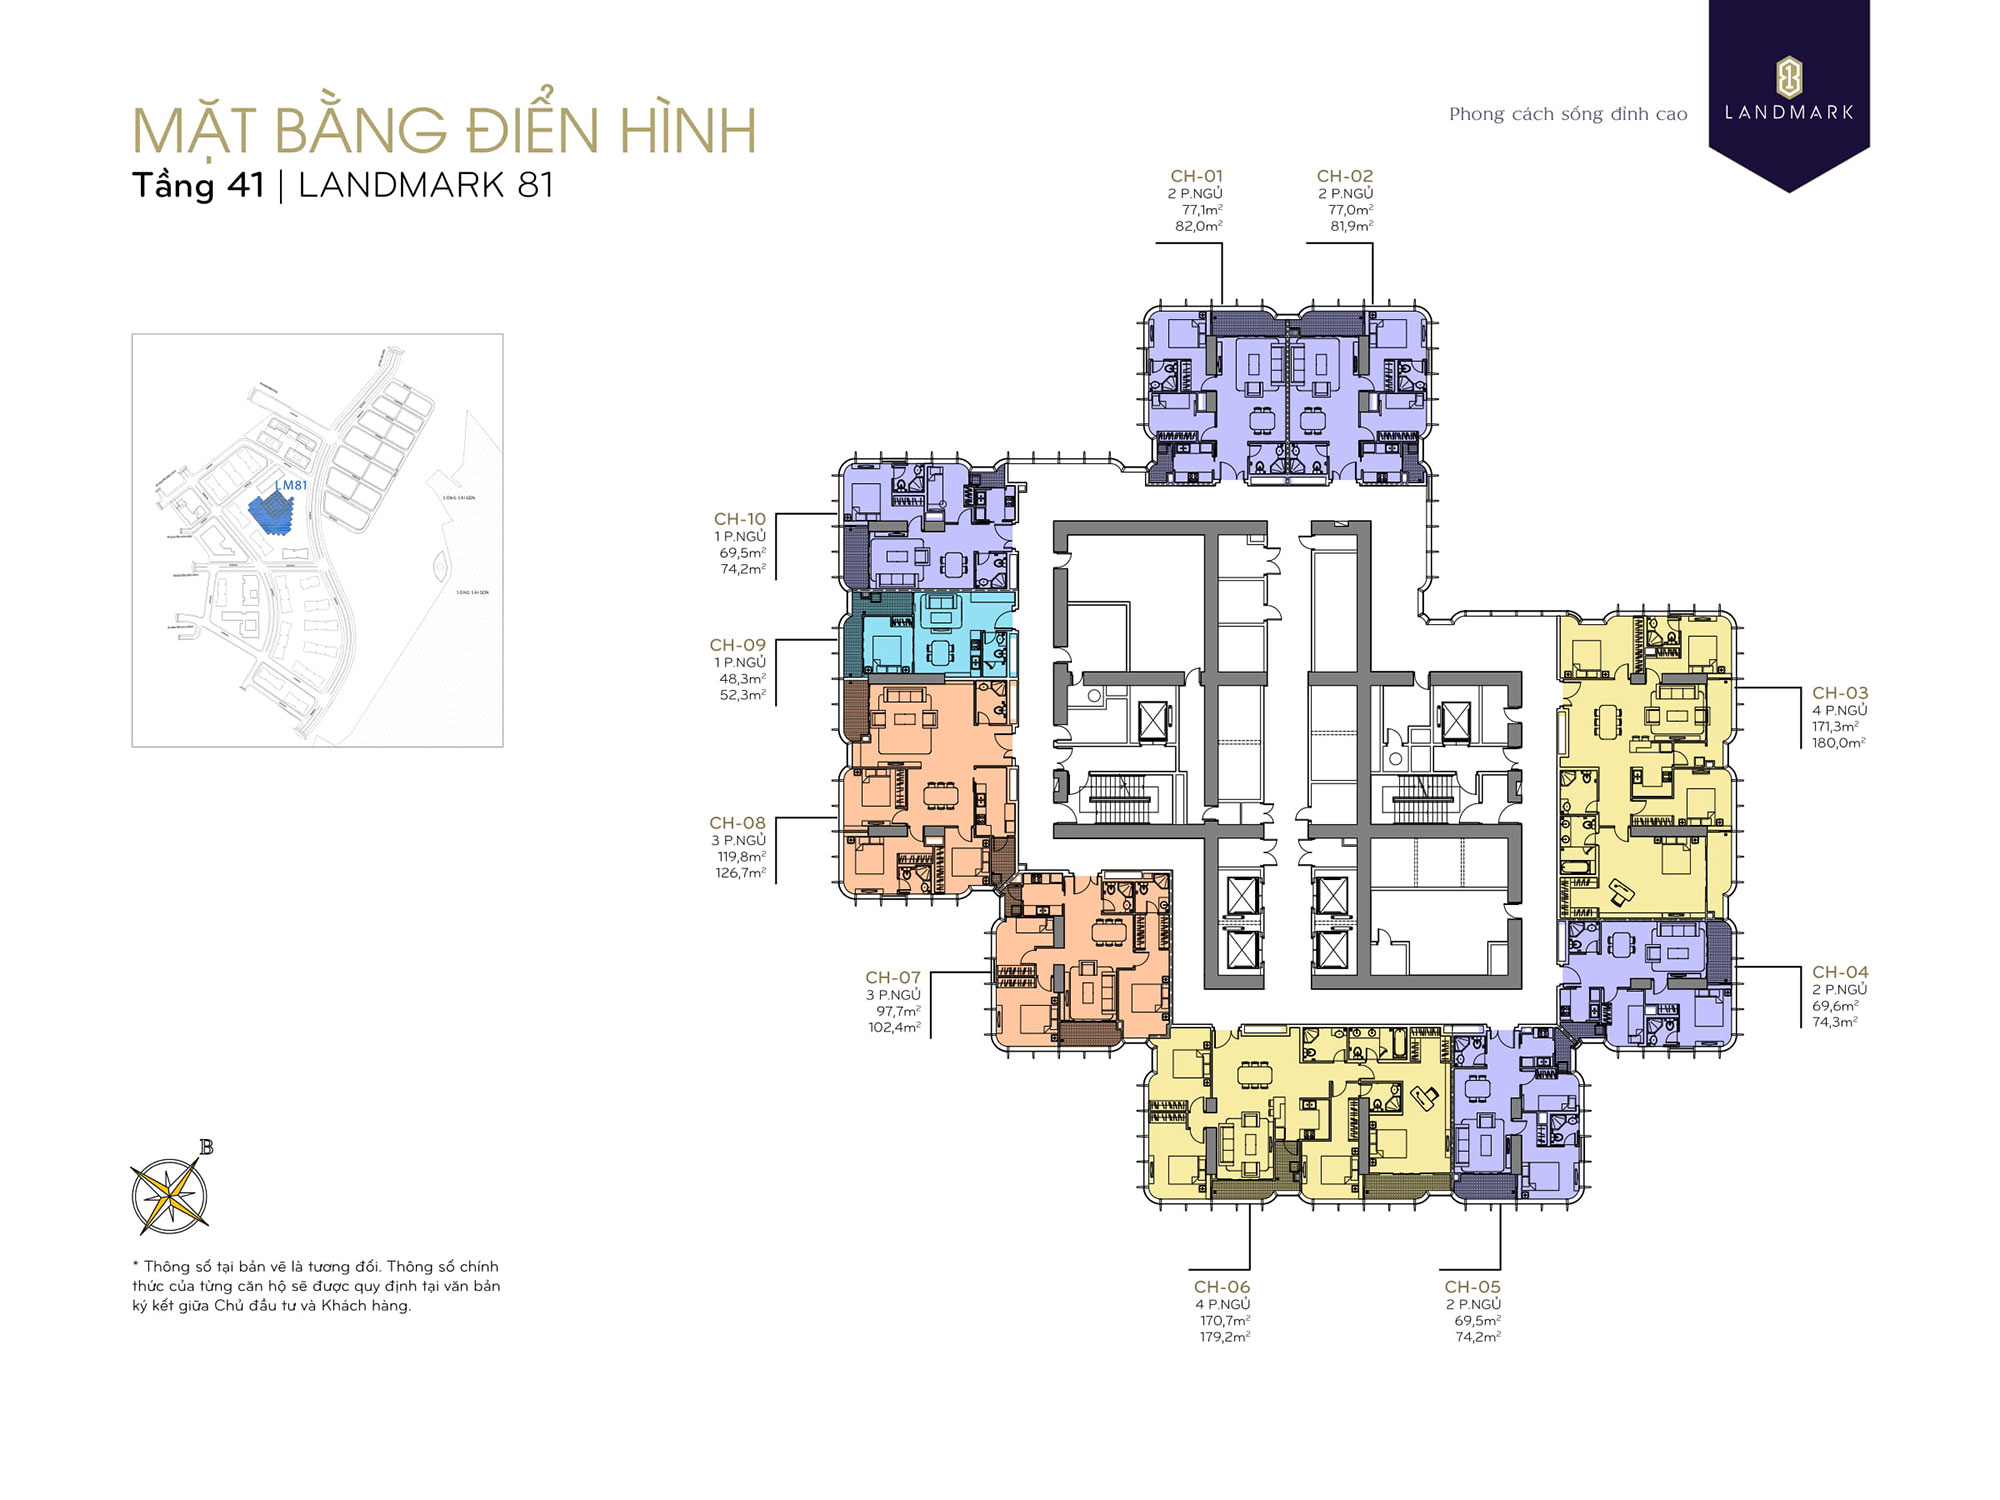 MẶT BẰNG ĐIỂN HÌNH
Tầng 41 | LANDMARK 81
Phong cách sống đỉnh cao
LANDMARK
CH-01
2 P.NGỦ
77,1m²
82,0m²
CH-02
2 P.NGỦ
77,0m²
81,9m²
LM81
SÔNG SÀI GÒN
SÔNG SÀI GÒN
CH-10
1 P.NGỦ
69,5m²
74,2m²
CH-09
1 P.NGỦ
48,3m²
52,3m²
CH-08
3 P.NGỦ
119,8m²
126,7m²
CH-07
3 P.NGỦ
97,7m²
102,4m²
CH-03
4 P.NGỦ
171,3m²
180,0m²
CH-04
2 P.NGỦ
69,6m²
74,3m²
CH-06
4 P.NGỦ
170,7m²
179,2m²
CH-05
2 P.NGỦ
69,5m²
74,2m²
B
* Thông số tại bản vẽ là tương đối. Thông số chính
thức của từng căn hộ sẽ được quy định tại văn bản
ký kết giữa Chủ đầu tư và Khách hàng.